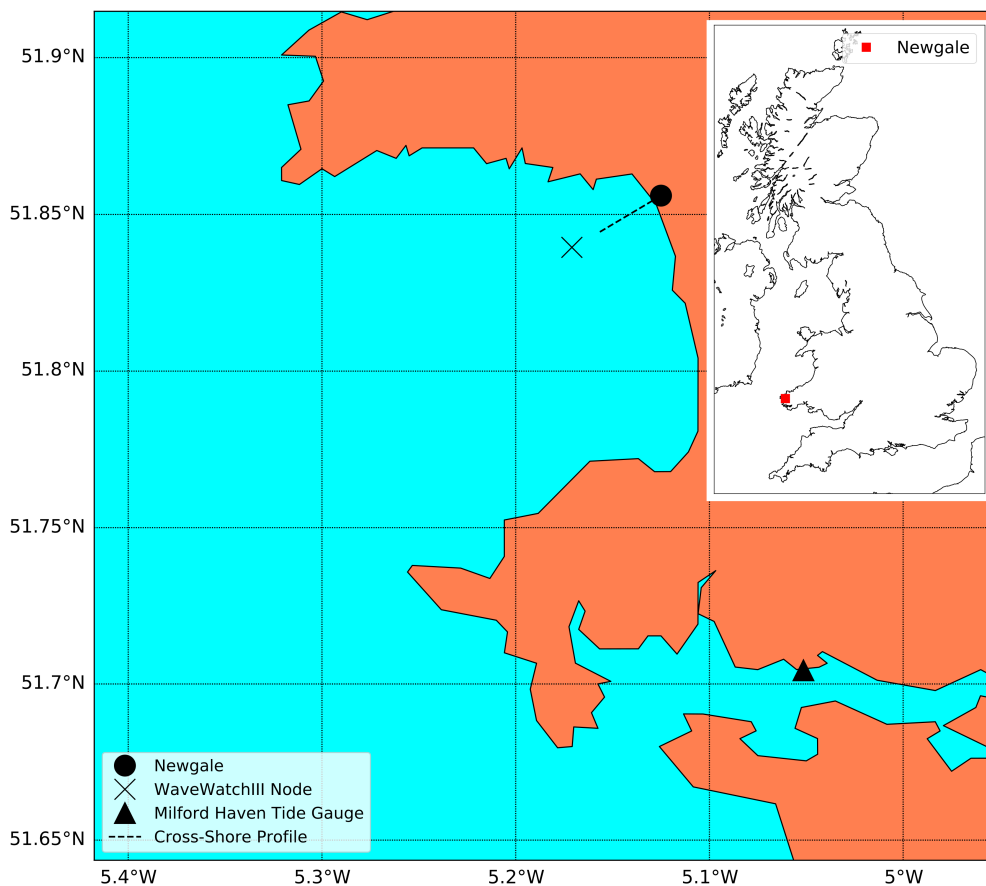 51.9°N
51.85°N
51.8°N
51.75°N
51.7°N
51.65°N
5.4°W
5.3°W
5.2°W
5.1°W
5°W
Newgale
Newgale
WaveWatchIII Node
Milford Haven Tide Gauge
Cross-Shore Profile